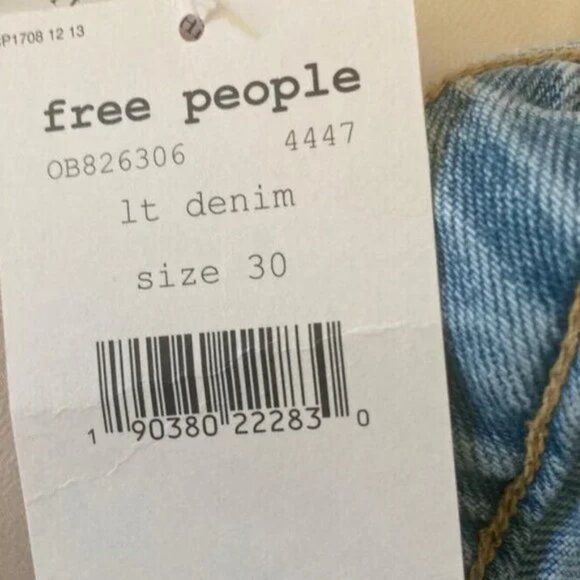 P1708 12 13
free people
OB826306 4447
lt denim
size 30
1 90380 22283 0